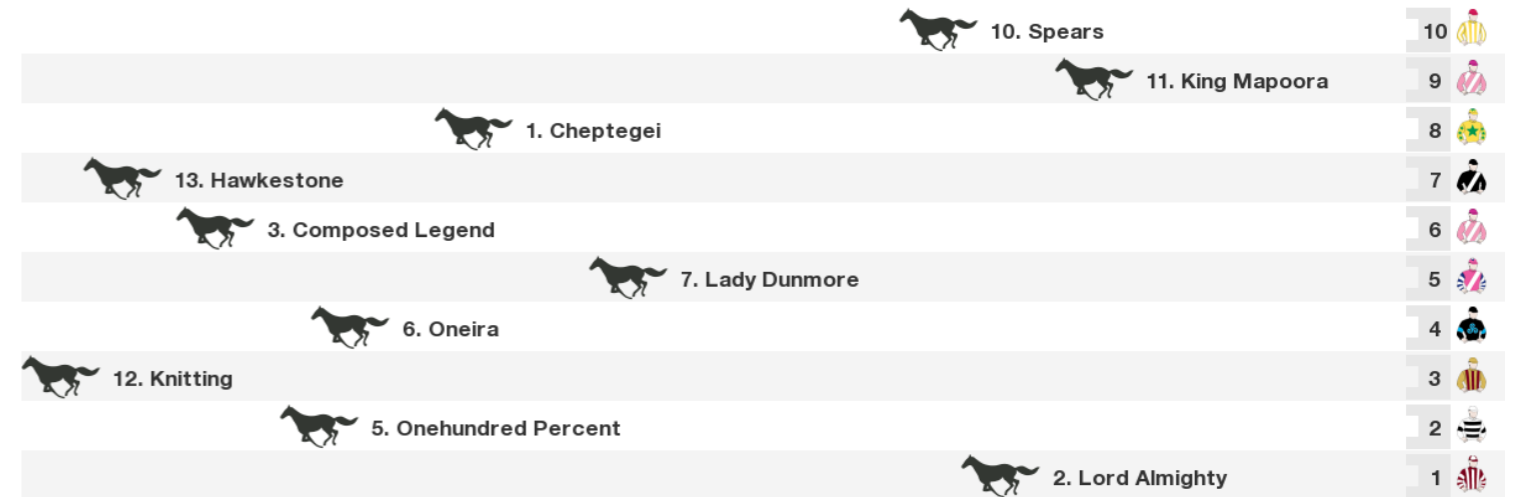 10. Spears 10
11. King Mapoora 9
1. Cheptegei 8
13. Hawkestone 7
3. Composed Legend 6
7. Lady Dunmore 5
6. Oneira 4
12. Knitting 3
5. Onehundred Percent 2
2. Lord Almighty 1